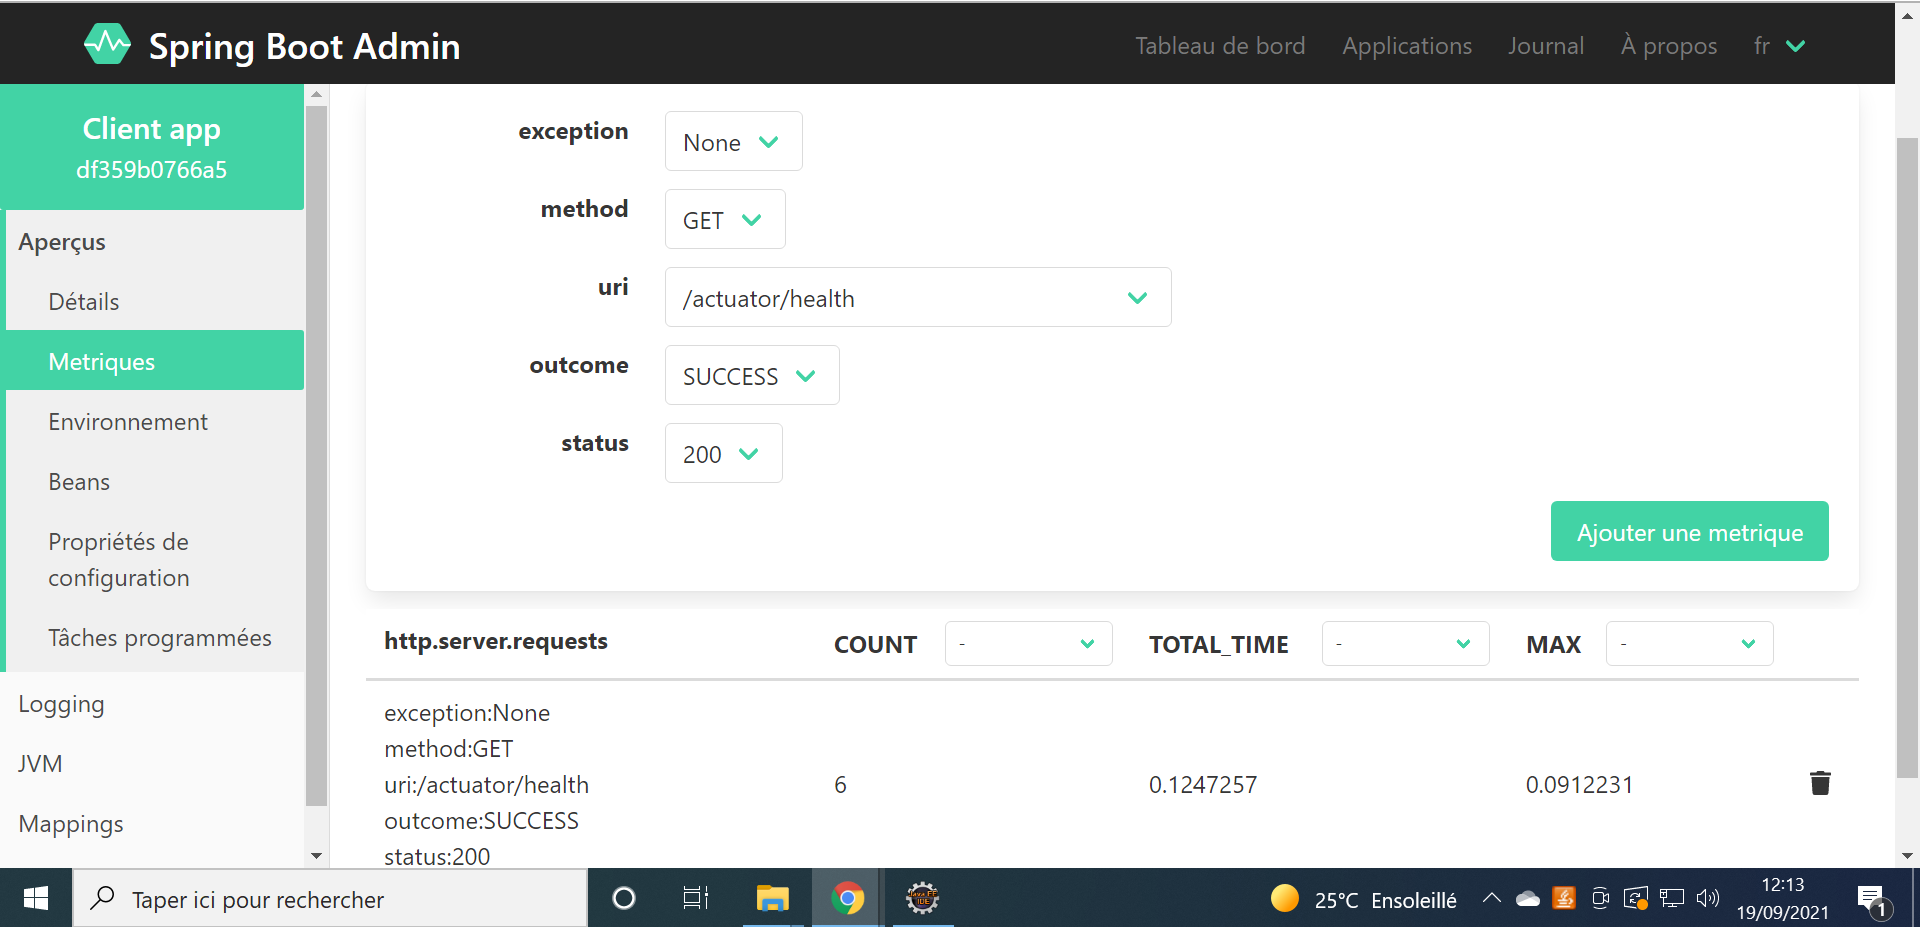 Spring Boot Admin
Tableau de bord
Applications
Journal
À propos
fr
Client app
df359b0766a5
Aperçus
Détails
Metriques
Environnement
Beans
Propriétés de
configuration
Tâches programmées
Logging
JVM
Mappings
exception
None
method
GET
uri
/actuator/health
outcome
SUCCESS
status
200
Ajouter une metrique
http.server.requests
COUNT
-
TOTAL_TIME
-
MAX
-
exception:None
method:GET
uri:/actuator/health
outcome:SUCCESS
status:200
6
0.1247257
0.0912231
Taper ici pour rechercher
Java EE
IDE
25°C Ensoleillé
12:13
19/09/2021
1